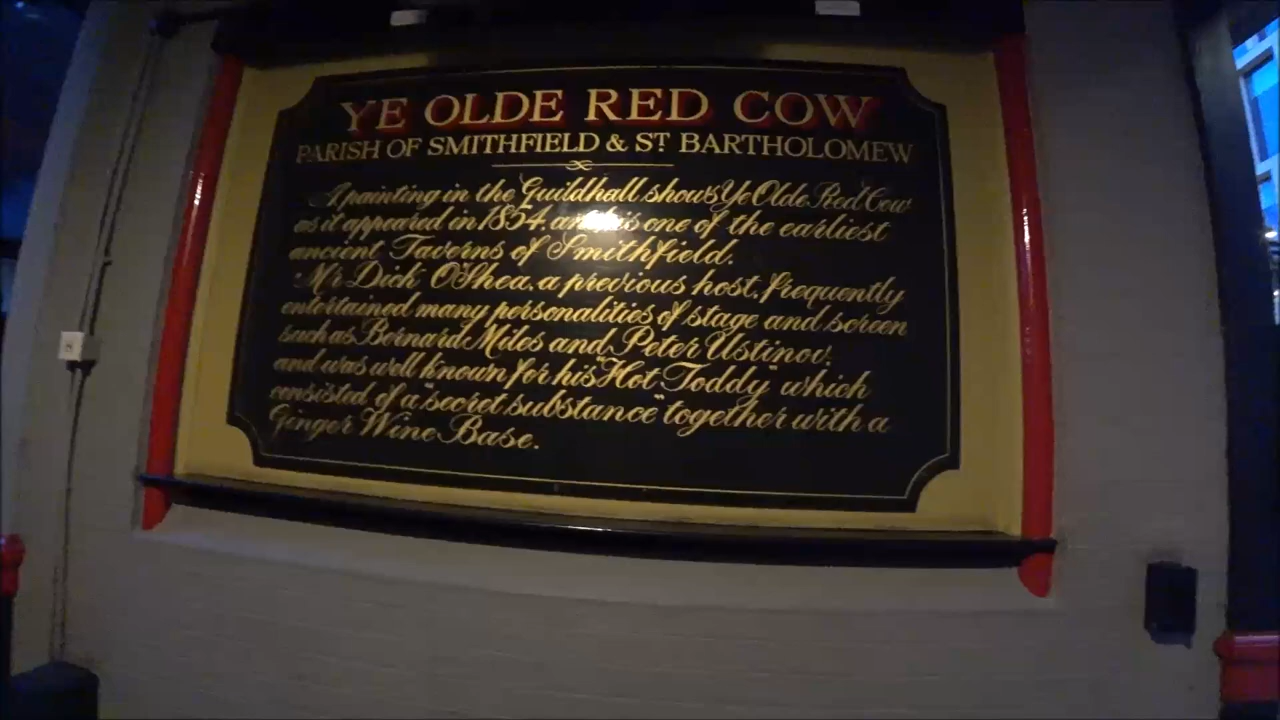 YE OLDE RED COW
PARISH OF SMITHFIELD & ST BARTHOLOMEW
A painting in the Guildhall shows Ye Olde Red Cow
as it appeared in 1854. and is one of the earliest
ancient Taverns of Smithfield.
Mr Dick O'Shea, a previous host, frequently
entertained many personalities of stage and screen
such as Bernard Miles and Peter Ustinov.
and was well known for his "Hot Toddy" which
consisted of a "secret substance" together with a
Ginger Wine Base.